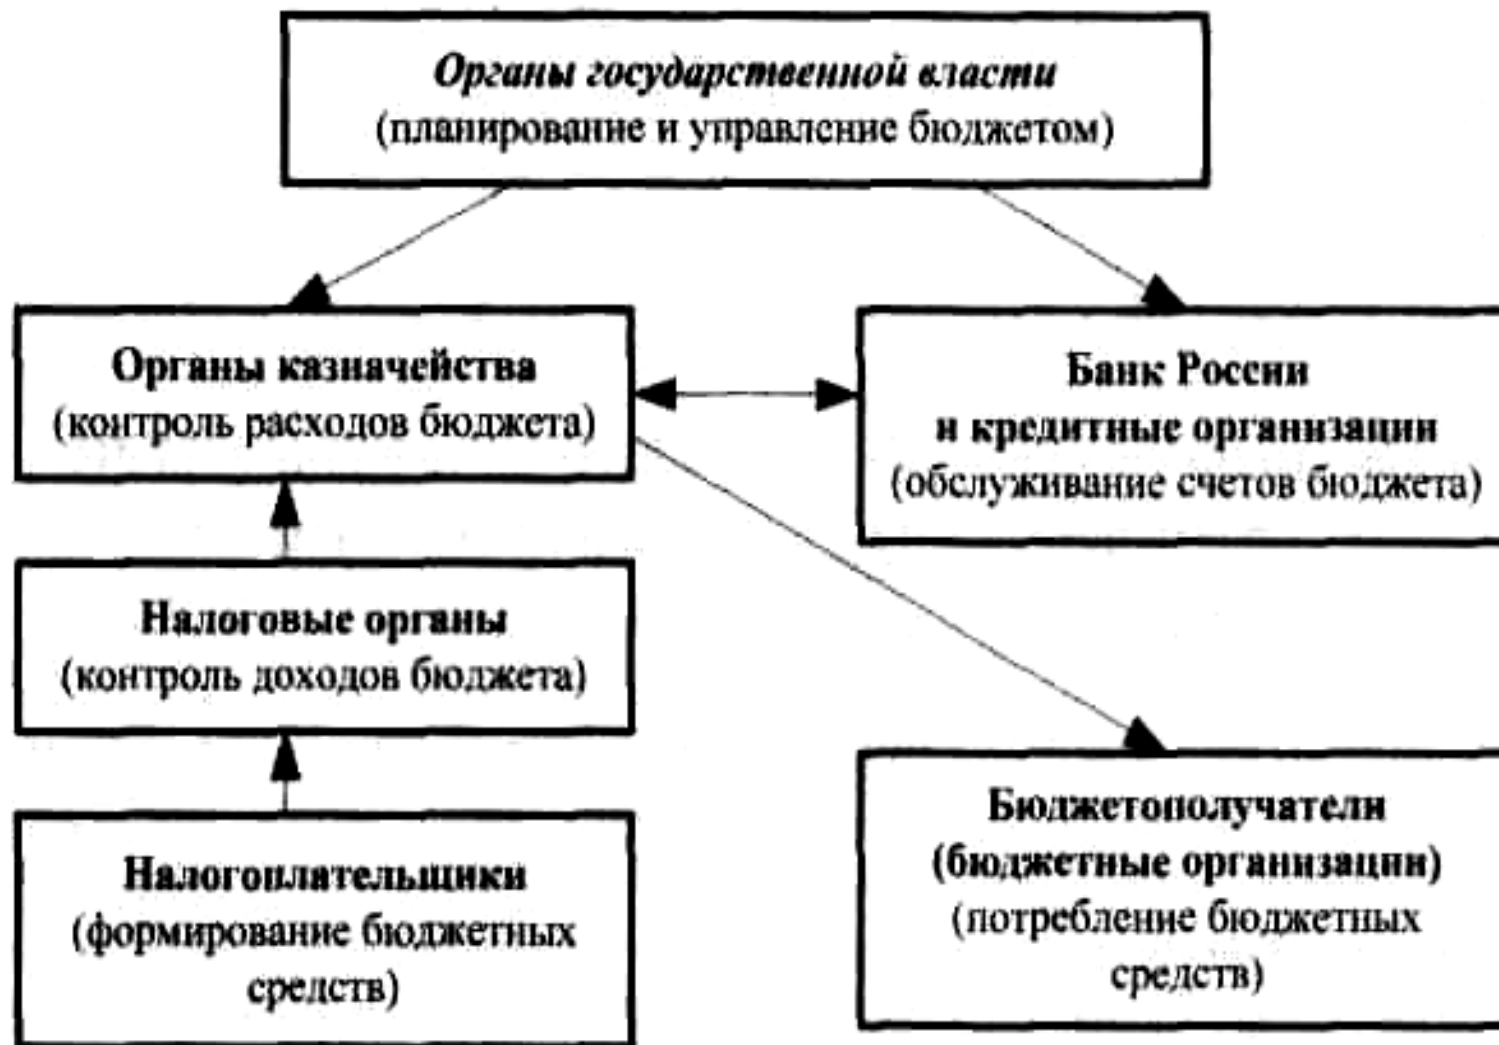 Органы государственной власти
(планирование и управление бюджетом)
Органы казначейства
(контроль расходов бюджета)
Банк России
и кредитные организации
(обслуживание счетов бюджета)
Налоговые органы
(контроль доходов бюджета)
Налогоплательщики
(формирование бюджетных
средств)
Бюджетополучатели
(бюджетные организации)
(потребление бюджетных
средств)